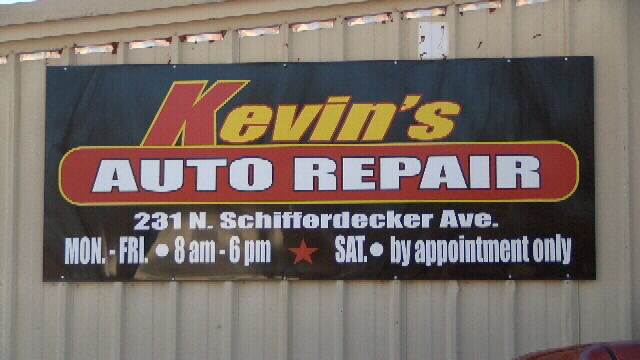 Kevin's
AUTO REPAIR
231 N. Schifferdecker Ave.
MON. - FRI. • 8 am - 6 pm ★ SAT. • by appointment only